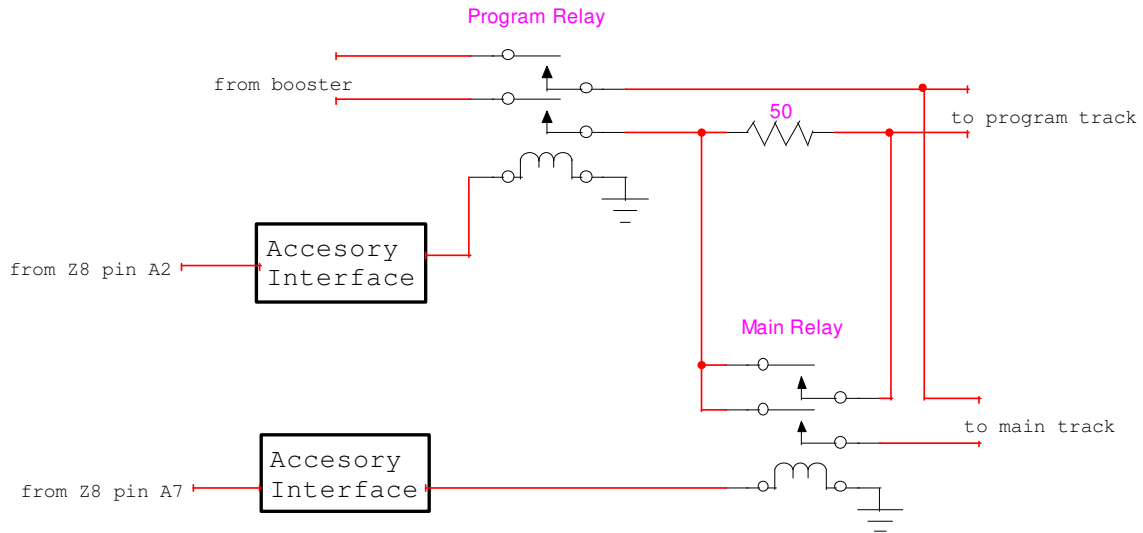 Program Relay
from booster
50
to program track
Accesory
Interface
from Z8 pin A2
Main Relay
to main track
Accesory
Interface
from Z8 pin A7